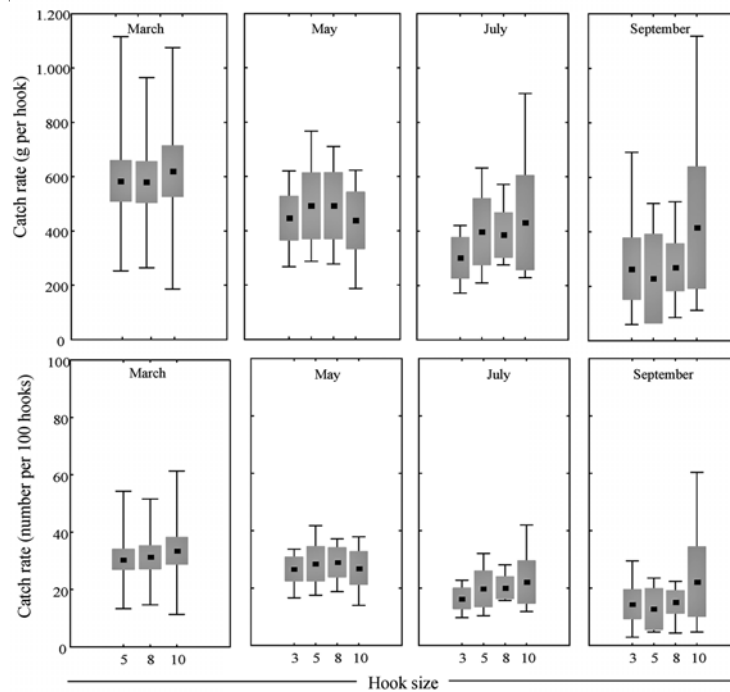 March May July September
Catch rate (g per hook)
1.200
1.000
800
600
400
200
0
March May July September
Catch rate (number per 100 hooks)
100
80
60
40
20
0
5 8 10 3 5 8 10 3 5 8 10 3 5 8 10
Hook size